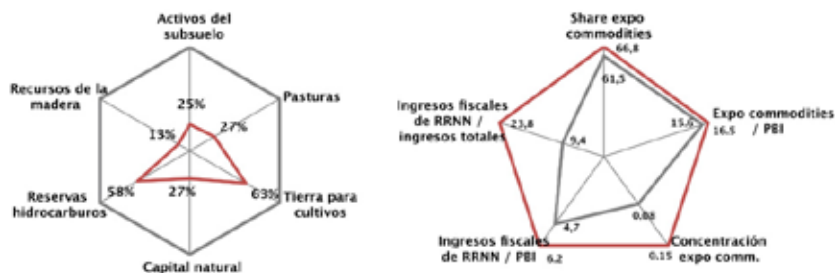 Activos del
subsuelo
Recursos de la
madera
Pasturas
25%
27%
13%
58%
27%
63%
Reservas
hidrocarburos
Tierra para
cultivos
Capital natural
Share expo
commodities
66,8
61,5
Ingresos fiscales
de RRNN /
ingresos totales
23,8
9,4
Expo commodities
/ PBI
15,6
16.5
0,08
4,7
Ingresos fiscales
de RRNN / PBI
6.2
Concentración
expo comm.
0.15